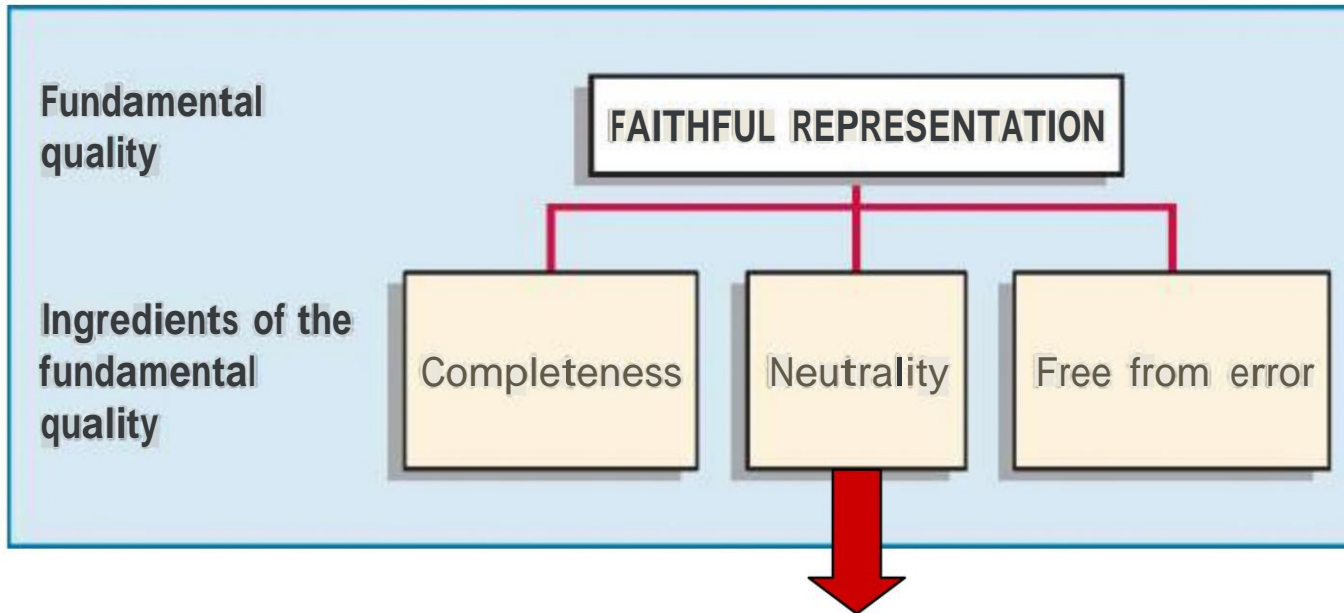 Fundamental
quality
FAITHFUL REPRESENTATION
Ingredients of the
fundamental
quality
Completeness
Neutrality
Free from error